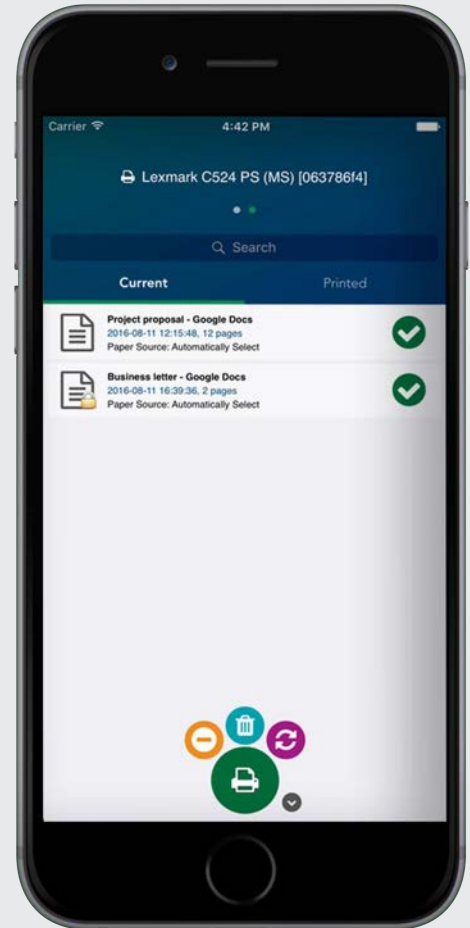 Carrier
4:42 PM
Lexmark C524 PS (MS) [063786f4]
Search
Current Printed
Project proposal - Google Docs
2016-08-11 12:15:48, 12 pages
Paper Source: Automatically Select
Business letter - Google Docs
2016-08-11 16:39:36, 2 pages
Paper Source: Automatically Select